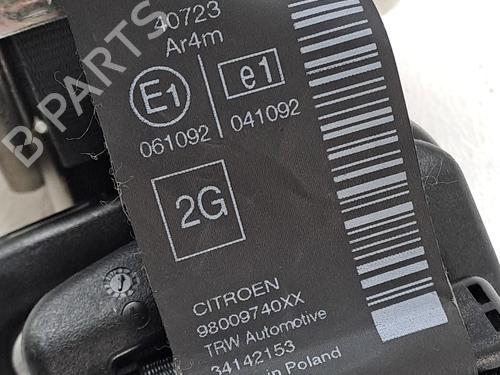 40723
Ar4m
E1 e1
061092 041092
2G
CITROEN
98009740XX
TRW Automotive
34142153
in Poland
B-PARTS